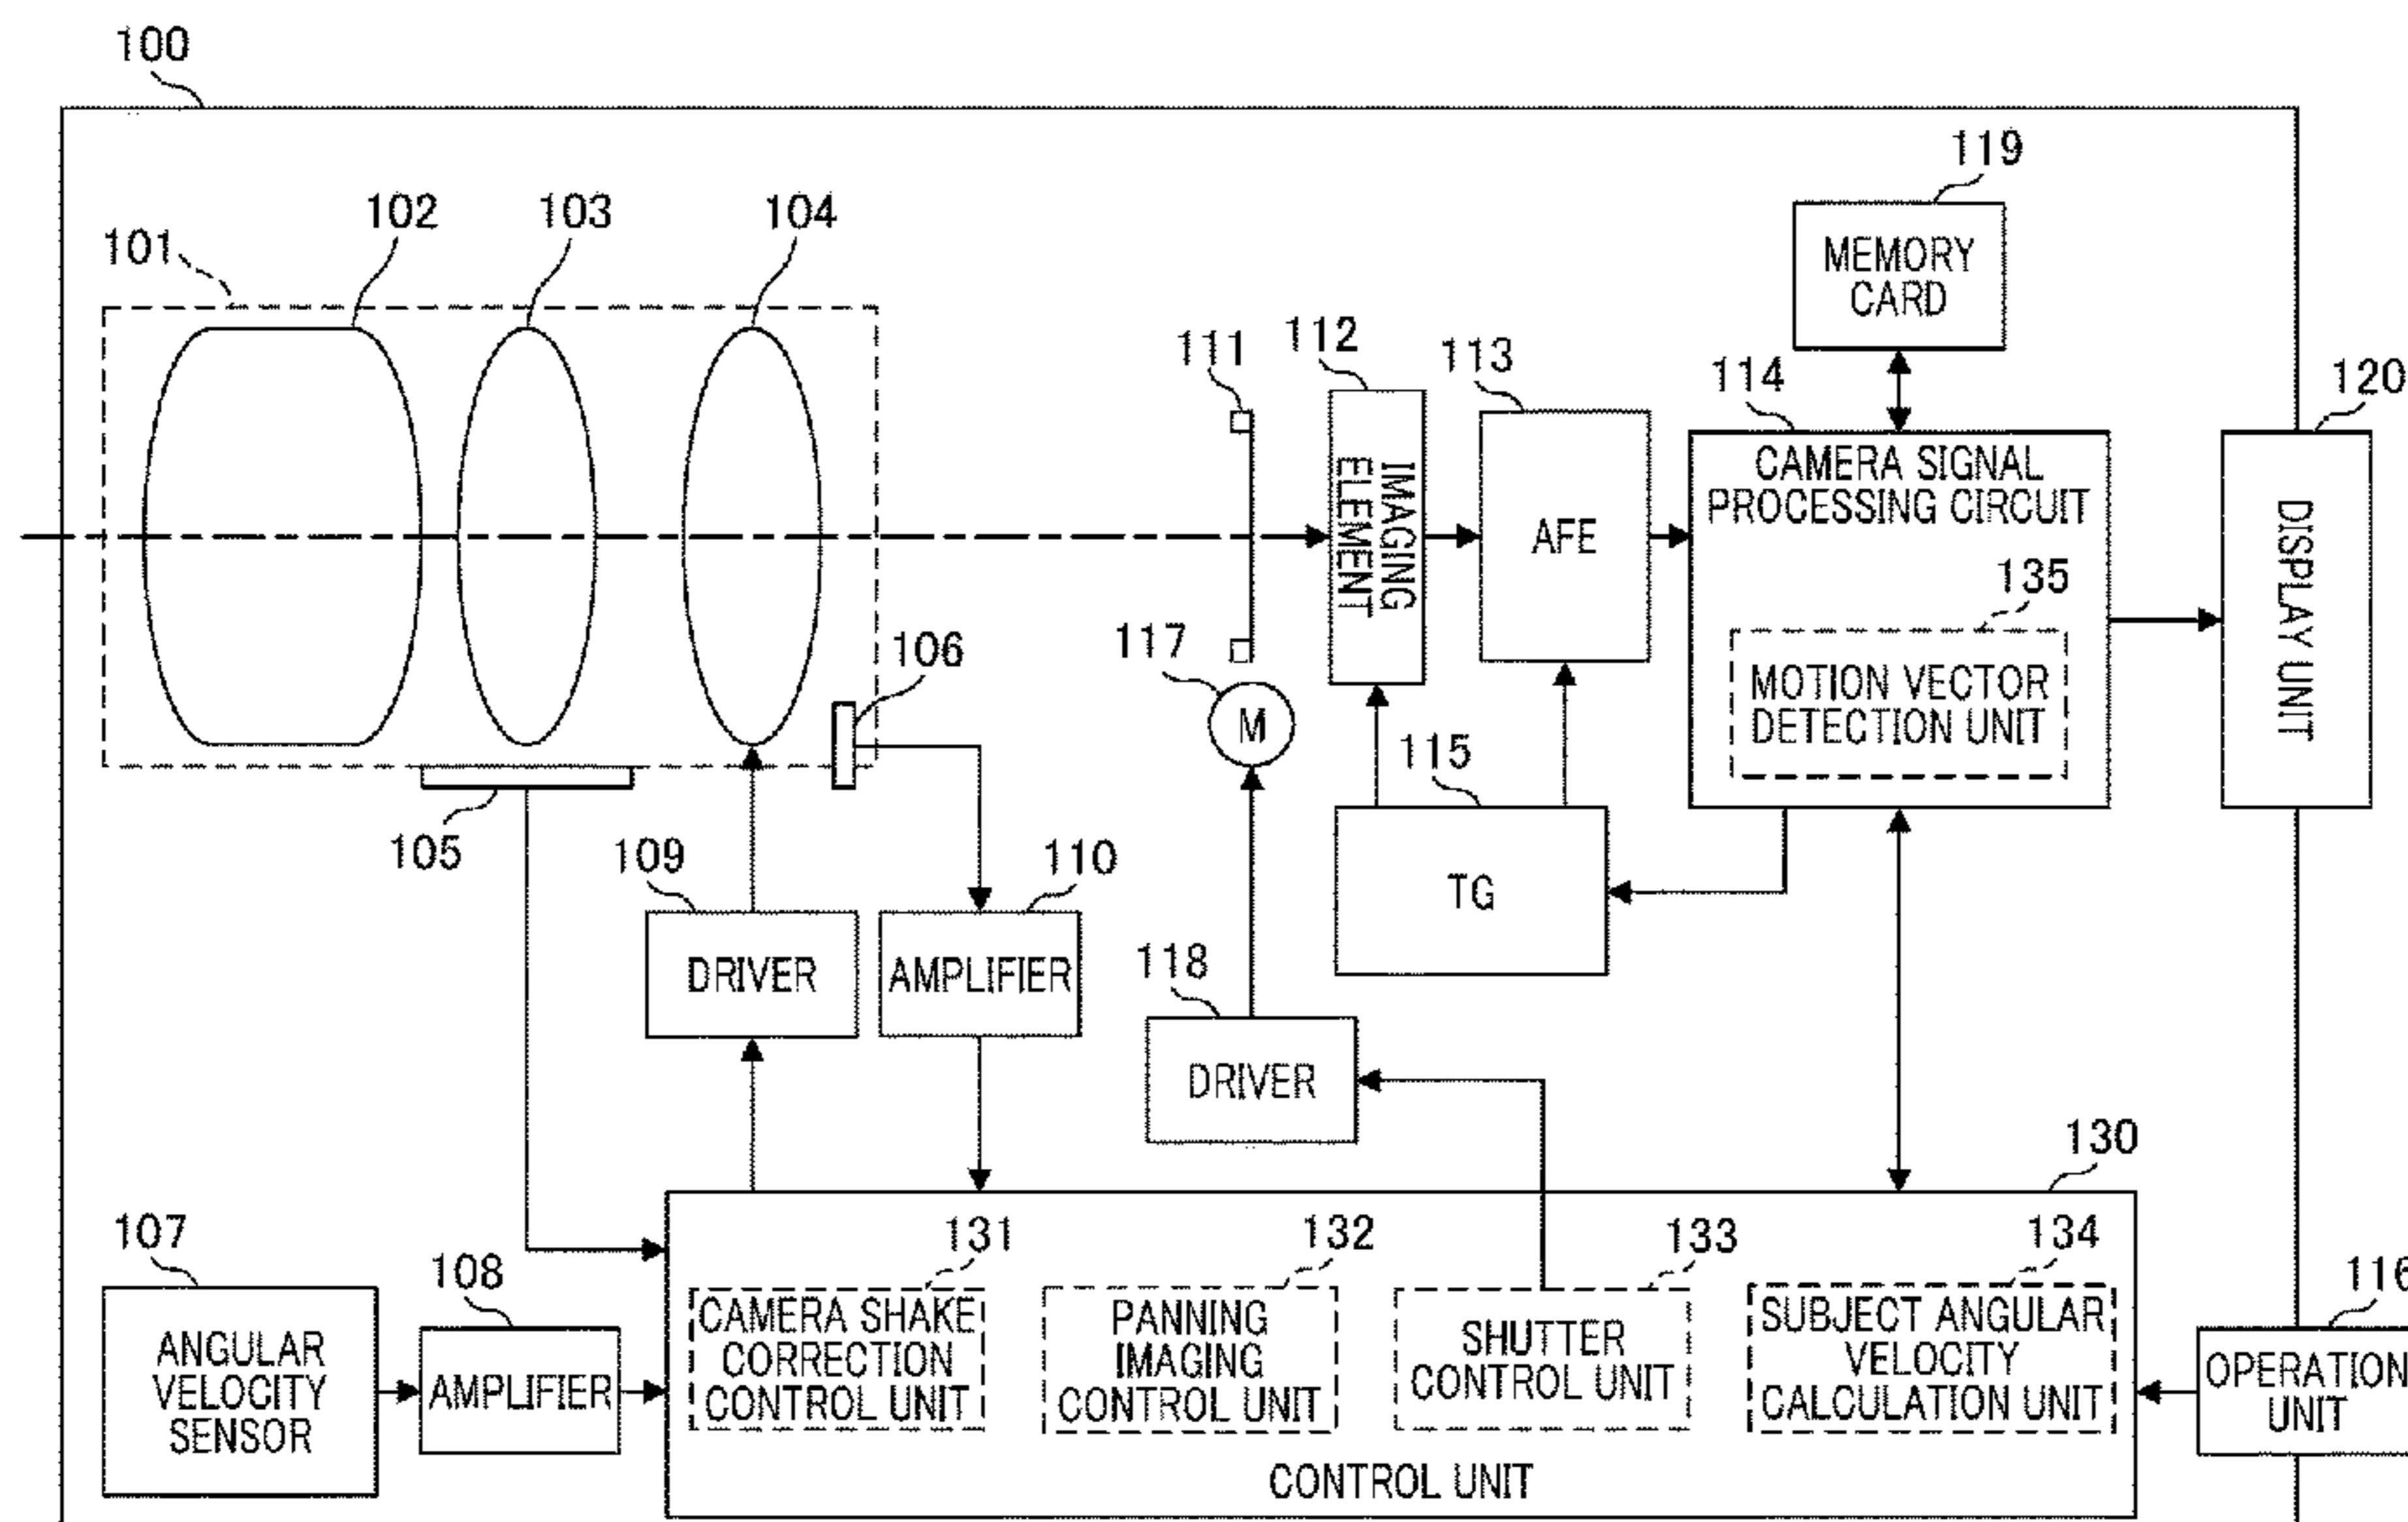 100
119
102
103
104
101
MEMORY
CARD
111
112
113
114
120
CAMERA SIGNAL
PROCESSING CIRCUIT
IMAGING
ELEMENT
AFE
DISPLAY UNIT
135
117
106
MOTION VECTOR
DETECTION UNIT
M
115
105
109
110
TG
118
DRIVER
AMPLIFIER
DRIVER
130
107
131
132
133
134
108
116
CAMERA SHAKE
CORRECTION
CONTROL UNIT
PANNING
IMAGING
CONTROL UNIT
SHUTTER
CONTROL UNIT
SUBJECT ANGULAR
VELOCITY
CALCULATION UNIT
ANGULAR
VELOCITY
SENSOR
AMPLIFIER
OPERATION
UNIT
CONTROL UNIT